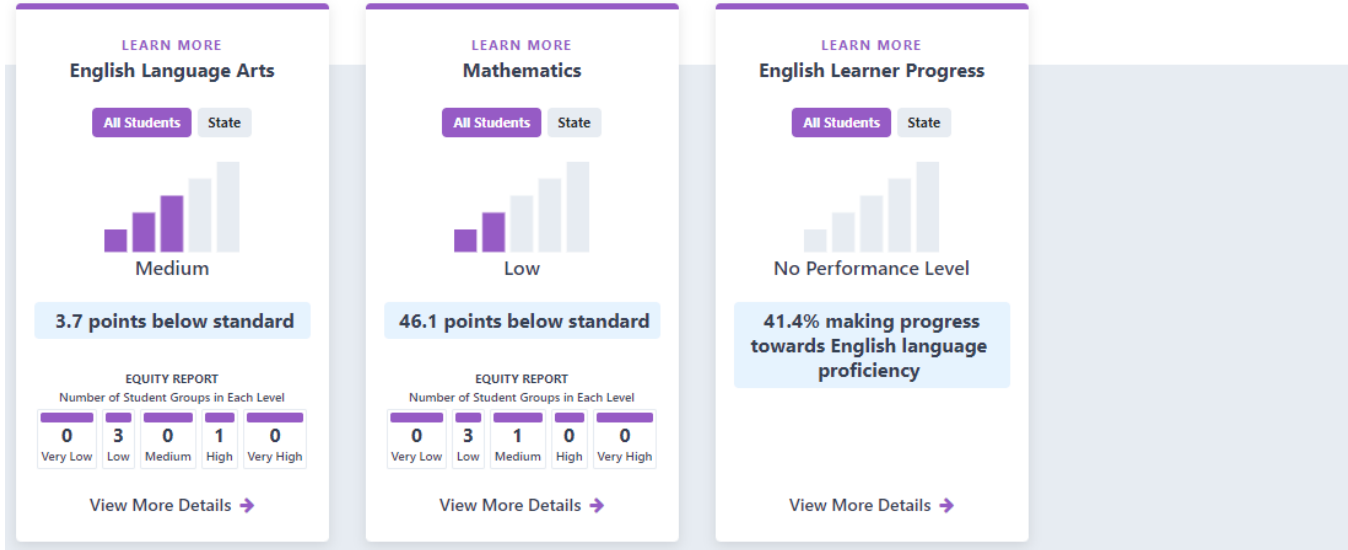 LEARN MORE
English Language Arts
All Students State
Medium
3.7 points below standard
EQUITY REPORT
Number of Student Groups in Each Level
0 3 0 1 0
Very Low Low Medium High Very High
View More Details
LEARN MORE
Mathematics
All Students State
Low
46.1 points below standard
EQUITY REPORT
Number of Student Groups in Each Level
0 3 1 0 0
Very Low Low Medium High Very High
View More Details
LEARN MORE
English Learner Progress
All Students State
No Performance Level
41.4% making progress
towards English language
proficiency
View More Details